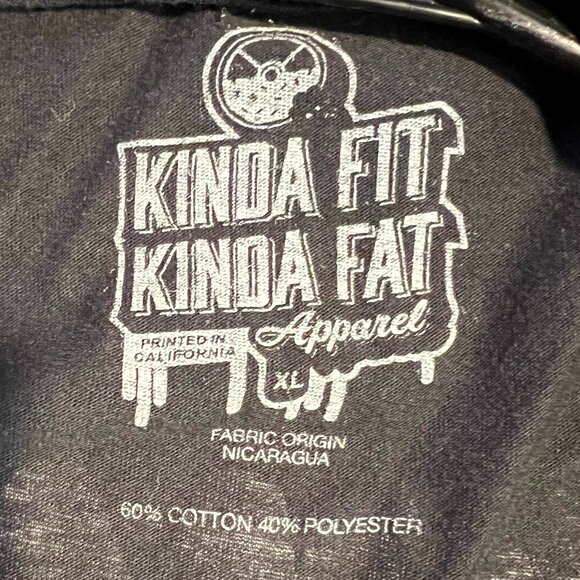 KINDA FIT
KINDA FAT
Apparel
PRINTED IN
CALIFORNIA
XL
FABRIC ORIGIN
NICARAGUA
60% COTTON 40% POLYESTER